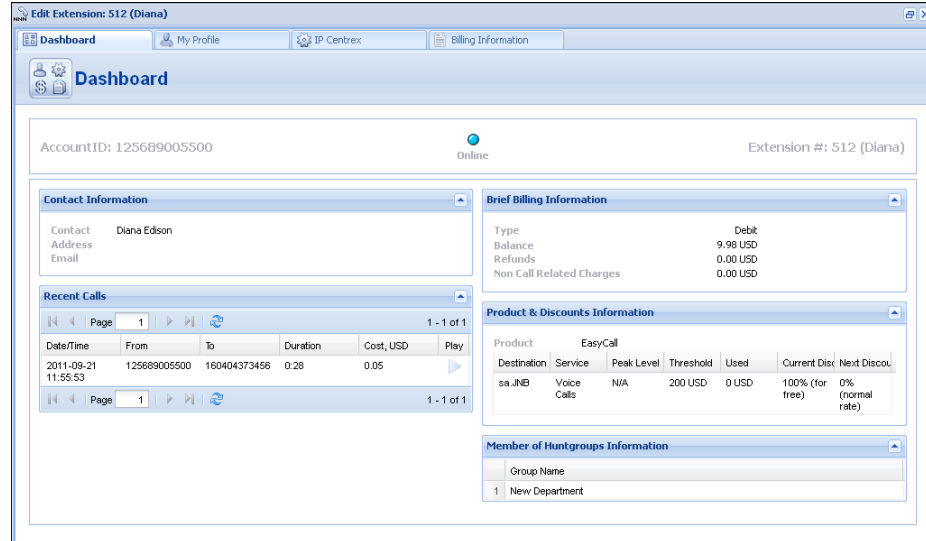 Edit Extension: 512 (Diana)
Dashboard My Profile IP Centrex Billing Information
Dashboard
AccountID: 125689005500 Online Extension #: 512 (Diana)
Contact Information
Contact Diana Edison
Address
Email
Recent Calls
Page 1 1 - 1 of 1
Date/Time From To Duration Cost, USD Play
2011-09-21 125689005500 160404373456 0:28 0.05
11:55:53
Page 1 1 - 1 of 1
Brief Billing Information
Type Debit
Balance 9.98 USD
Refunds 0.00 USD
Non Call Related Charges 0.00 USD
Product & Discounts Information
Product EasyCall
Destination Service Peak Level Threshold Used Current Disc Next Discou
sa.JNB Voice N/A 200 USD 0 USD 100% (for 0%
Calls free) (normal
rate)
Member of Huntgroups Information
Group Name
1 New Department